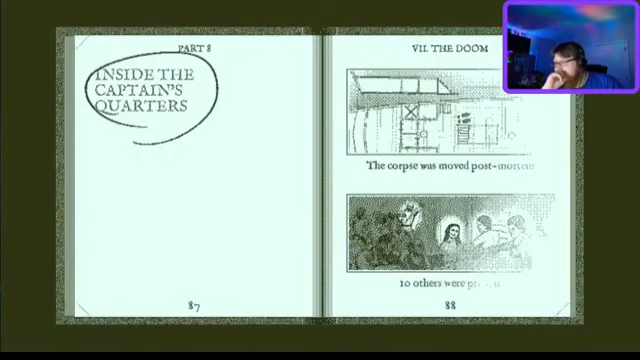 PART 8
INSIDE THE
CAPTAIN'S
QUARTERS
87
VII. THE DOOM
The corpse was moved post-mortem
10 others were
88